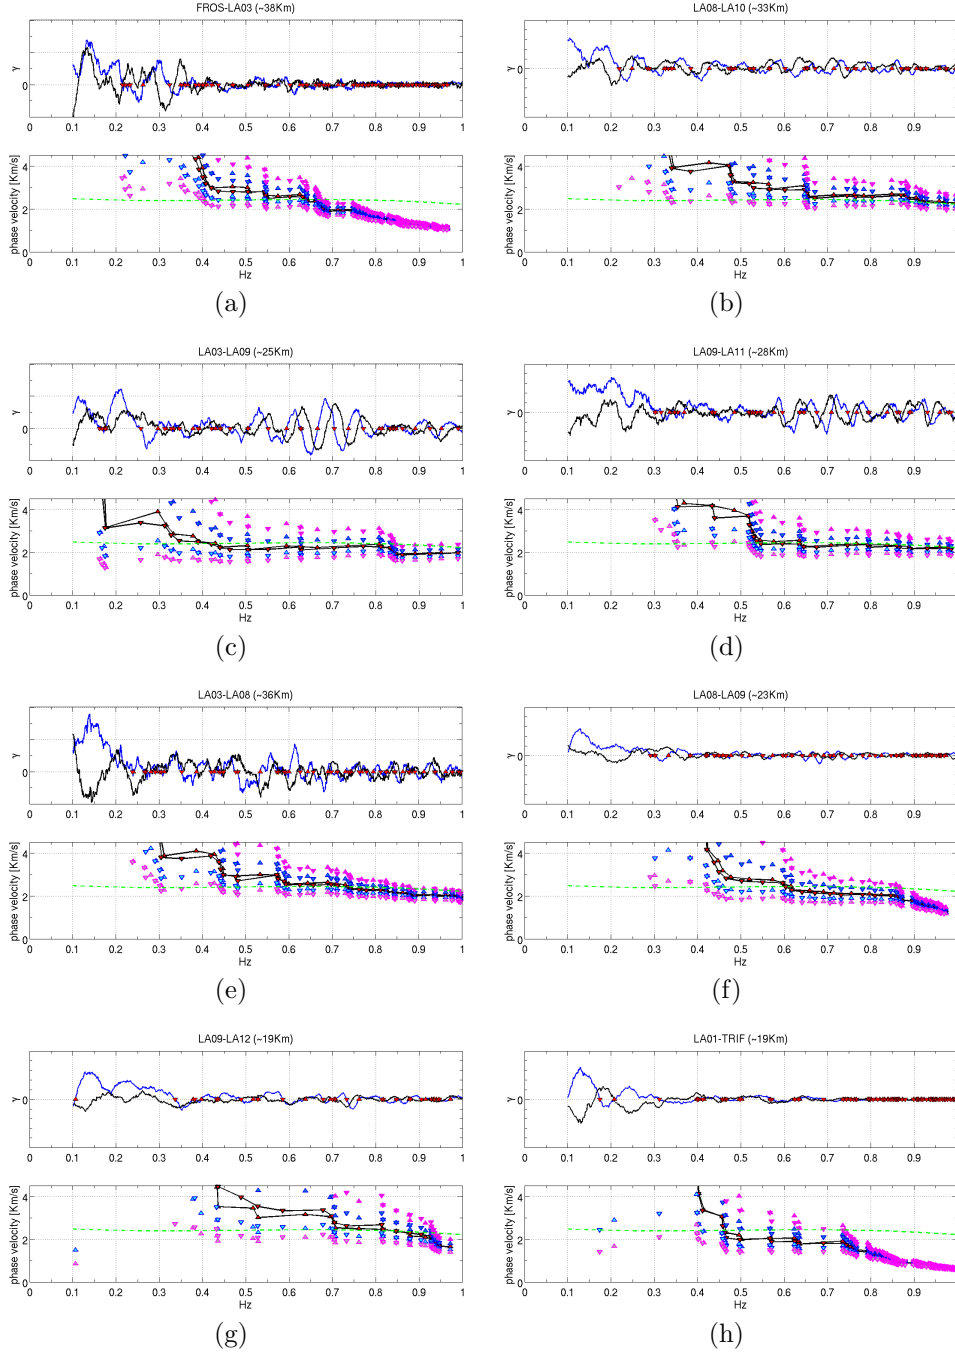 FROS-LA03 (~38Km)
γ
0
0 0.1 0.2 0.3 0.4 0.5 0.6 0.7 0.8 0.9 1
phase velocity [Km/s]
4
2
0
0 0.1 0.2 0.3 0.4 0.5 0.6 0.7 0.8 0.9 1
Hz
(a)
LA08-LA10 (~33Km)
γ
0
0 0.1 0.2 0.3 0.4 0.5 0.6 0.7 0.8 0.9
phase velocity [Km/s]
4
2
0
0 0.1 0.2 0.3 0.4 0.5 0.6 0.7 0.8 0.9
Hz
(b)
LA03-LA09 (~25Km)
γ
0
0 0.1 0.2 0.3 0.4 0.5 0.6 0.7 0.8 0.9 1
phase velocity [Km/s]
4
2
0
0 0.1 0.2 0.3 0.4 0.5 0.6 0.7 0.8 0.9 1
Hz
(c)
LA09-LA11 (~28Km)
γ
0
0 0.1 0.2 0.3 0.4 0.5 0.6 0.7 0.8 0.9
phase velocity [Km/s]
4
2
0
0 0.1 0.2 0.3 0.4 0.5 0.6 0.7 0.8 0.9
Hz
(d)
LA03-LA08 (~36Km)
γ
0
0 0.1 0.2 0.3 0.4 0.5 0.6 0.7 0.8 0.9 1
phase velocity [Km/s]
4
2
0
0 0.1 0.2 0.3 0.4 0.5 0.6 0.7 0.8 0.9 1
Hz
(e)
LA08-LA09 (~23Km)
γ
0
0 0.1 0.2 0.3 0.4 0.5 0.6 0.7 0.8 0.9
phase velocity [Km/s]
4
2
0
0 0.1 0.2 0.3 0.4 0.5 0.6 0.7 0.8 0.9
Hz
(f)
LA09-LA12 (~19Km)
γ
0
0 0.1 0.2 0.3 0.4 0.5 0.6 0.7 0.8 0.9 1
phase velocity [Km/s]
4
2
0
0 0.1 0.2 0.3 0.4 0.5 0.6 0.7 0.8 0.9 1
Hz
(g)
LA01-TRIF (~19Km)
γ
0
0 0.1 0.2 0.3 0.4 0.5 0.6 0.7 0.8 0.9
phase velocity [Km/s]
4
2
0
0 0.1 0.2 0.3 0.4 0.5 0.6 0.7 0.8 0.9
Hz
(h)